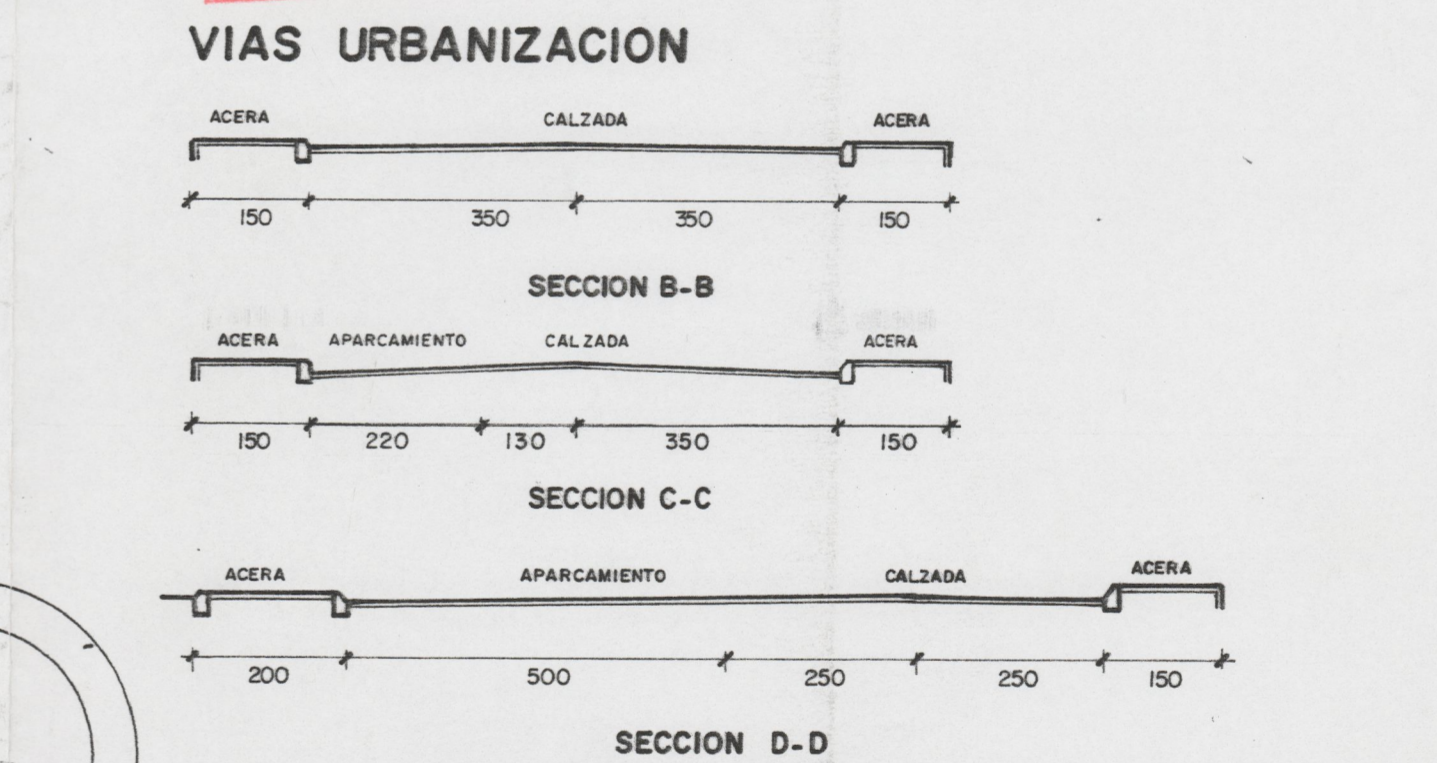 VIAS URBANIZACION
ACERA CALZADA ACERA
150 350 350 150
SECCION B-B
ACERA APARCAMIENTO CALZADA ACERA
150 220 130 350 150
SECCION C-C
ACERA APARCAMIENTO CALZADA ACERA
200 500 250 250 150
SECCION D-D